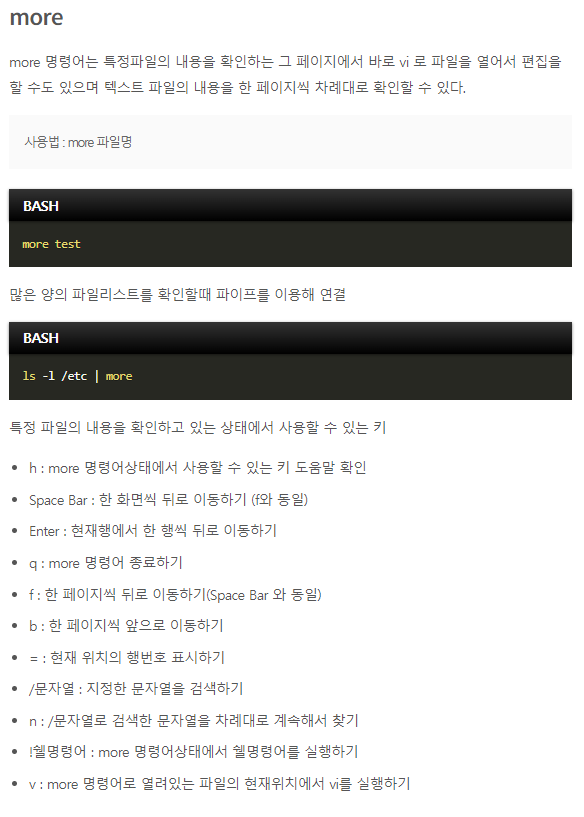 more
more 명령어는 특정파일의 내용을 확인하는 그 페이지에서 바로 vi 로 파일을 열어서 편집을
할 수도 있으며 텍스트 파일의 내용을 한 페이지씩 차례대로 확인할 수 있다.
사용법 : more 파일명
BASH
more test
많은 양의 파일리스트를 확인할때 파이프를 이용해 연결
BASH
ls -l /etc | more
특정 파일의 내용을 확인하고 있는 상태에서 사용할 수 있는 키
• h : more 명령어상태에서 사용할 수 있는 키 도움말 확인
• Space Bar : 한 화면씩 뒤로 이동하기 (f와 동일)
• Enter : 현재행에서 한 행씩 뒤로 이동하기
• q : more 명령어 종료하기
• f : 한 페이지씩 뒤로 이동하기(Space Bar 와 동일)
• b : 한 페이지씩 앞으로 이동하기
• = : 현재 위치의 행번호 표시하기
• /문자열 : 지정한 문자열을 검색하기
• n : /문자열로 검색한 문자열을 차례대로 계속해서 찾기
• !쉘명령어 : more 명령어상태에서 쉘명령어를 실행하기
• v : more 명령어로 열려있는 파일의 현재위치에서 vi를 실행하기